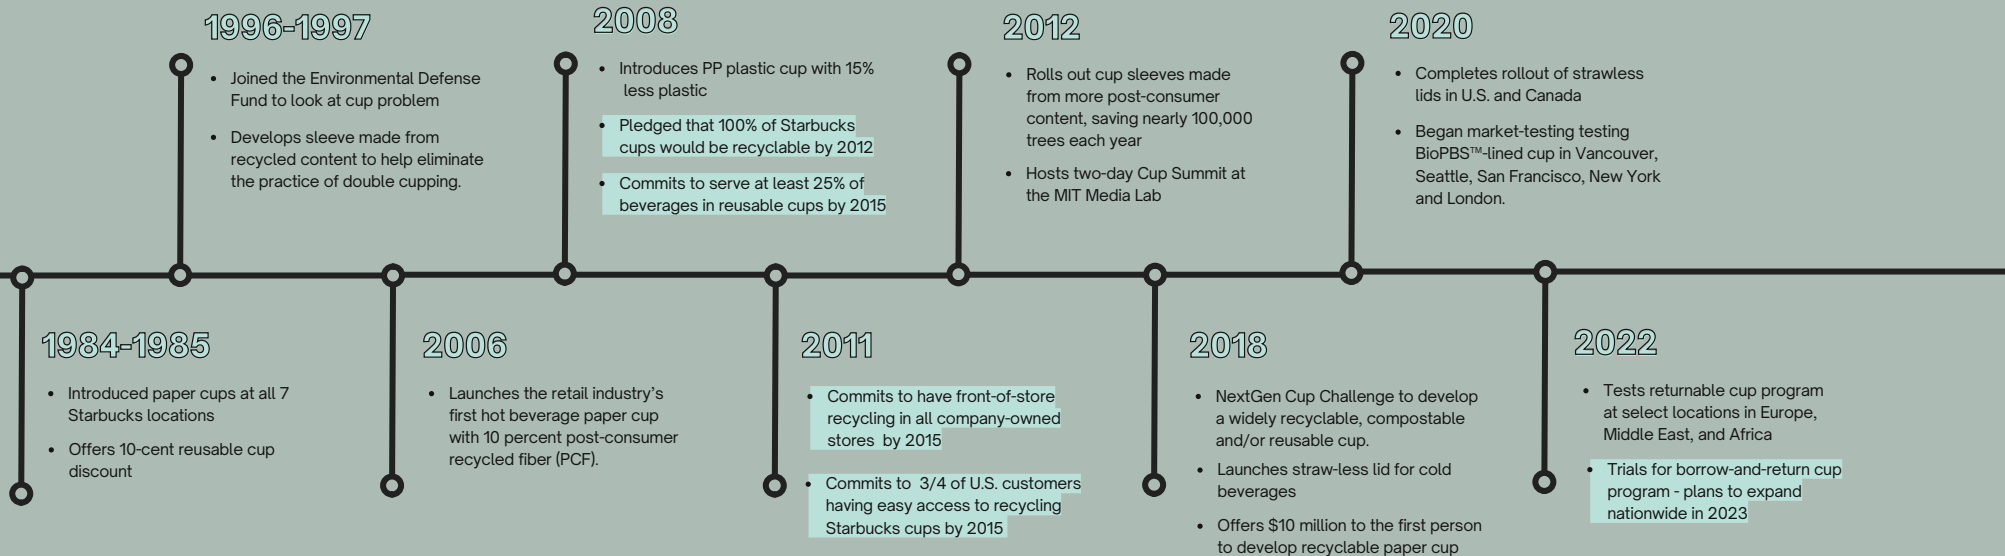 1996-1997
Joined the Environmental Defense
Fund to look at cup problem
Develops sleeve made from
recycled content to help eliminate
the practice of double cupping.
2008
Introduces PP plastic cup with 15%
less plastic
Pledged that 100% of Starbucks
cups would be recyclable by 2012
Commits to serve at least 25% of
beverages in reusable cups by 2015
2012
Rolls out cup sleeves made
from more post-consumer
content, saving nearly 100,000
trees each year
Hosts two-day Cup Summit at
the MIT Media Lab
2020
Completes rollout of strawless
lids in U.S. and Canada
Began market-testing testing
BioPBS™-lined cup in Vancouver,
Seattle, San Francisco, New York
and London.
1984-1985
Introduced paper cups at all 7
Starbucks locations
Offers 10-cent reusable cup
discount
2006
Launches the retail industry's
first hot beverage paper cup
with 10 percent post-consumer
recycled fiber (PCF).
2011
Commits to have front-of-store
recycling in all company-owned
stores by 2015
Commits to 3/4 of U.S. customers
having easy access to recycling
Starbucks cups by 2015
2018
NextGen Cup Challenge to develop
a widely recyclable, compostable
and/or reusable cup.
Launches straw-less lid for cold
beverages
Offers $10 million to the first person
to develop recyclable paper cup
2022
Tests returnable cup program
at select locations in Europe,
Middle East, and Africa
Trials for borrow-and-return cup
program - plans to expand
nationwide in 2023